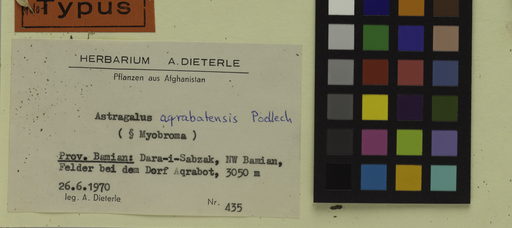 Typus
HERBARIUM A. DIETERLE
Pflanzen aus Afghanistan
Astragalus aqrabatensis Podlech
( § Myobroma )
Prov. Bamian: Dara-i-Sabzak, NW Bamian,
Felder bei dem Dorf Aqrabot, 3050 m
26.6.1970
leg. A. Dieterle
Nr. 435